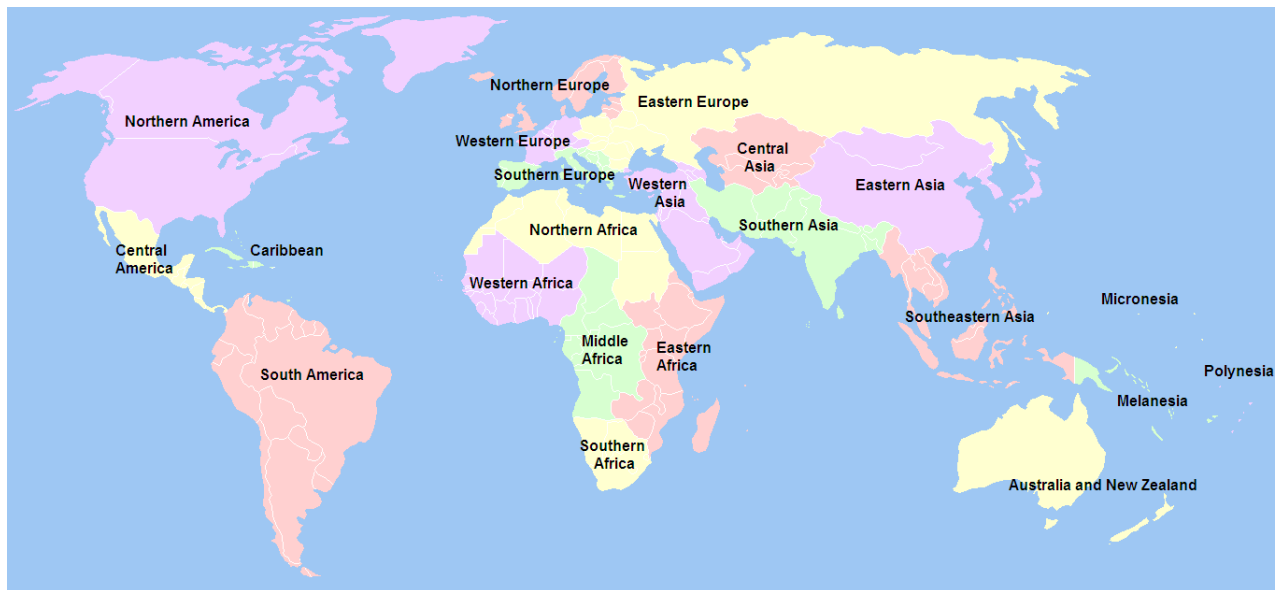 Northern Europe
Eastern Europe
Northern America
Western Europe
Central
Asia
Southern Europe
Western
Asia
Eastern Asia
Northern Africa
Southern Asia
Central
America
Caribbean
Western Africa
Micronesia
Southeastern Asia
Middle
Africa
Eastern
Africa
South America
Polynesia
Melanesia
Southern
Africa
Australia and New Zealand